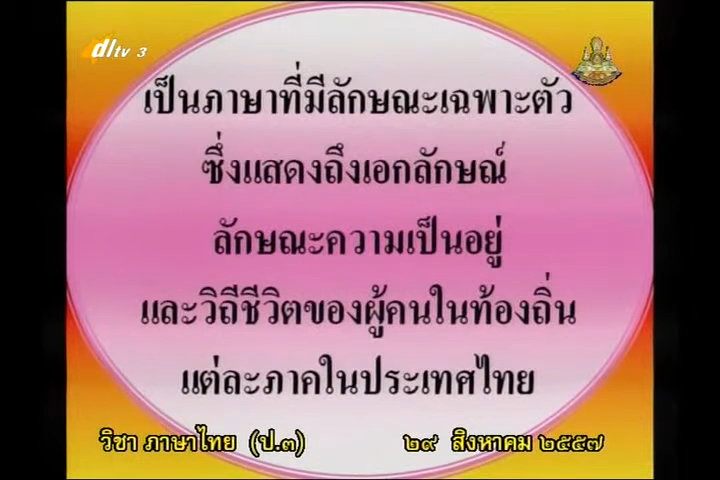 dltv 3
เป็นภาษาที่มีลักษณะเฉพาะตัว
ซึ่งแสดงถึงเอกลักษณ์
ลักษณะความเป็นอยู่
และวิถีชีวิตของผู้คนในท้องถิ่น
แต่ละภาคในประเทศไทย
วิชา ภาษาไทย (ป.๓) ๒๙ สิงหาคม ๒๕๕๗